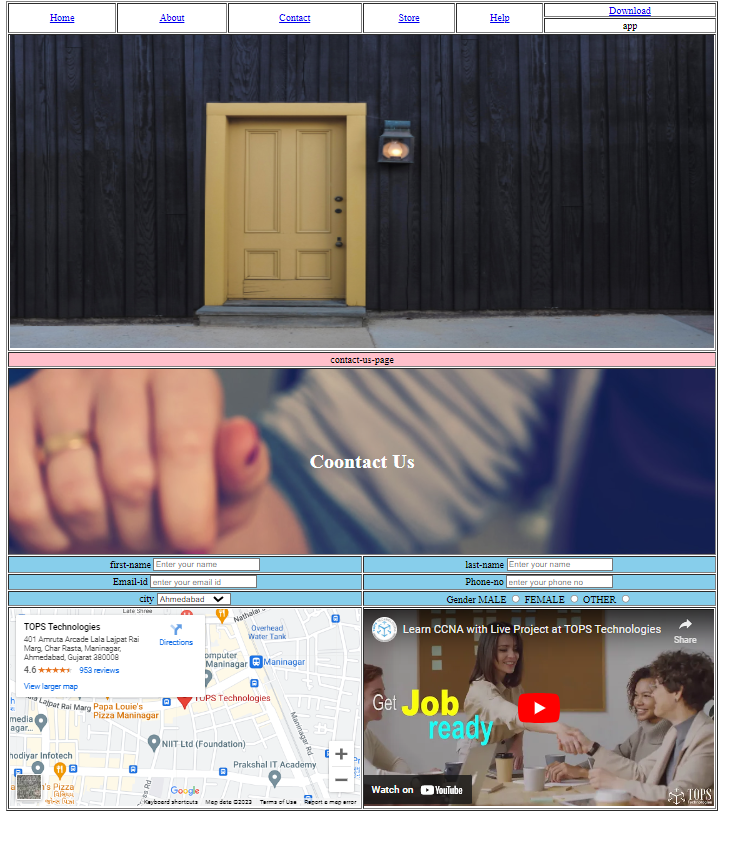 Home About Contact Store Help Download
app
contact-us-page
Coontact Us
first-name Enter your name last-name Enter your name
Email-id enter your email id Phone-no enter your phone no
city Ahmedabad Gender MALE FEMALE OTHER
Late Shree
Nathalal
TOPS Technologies
401 Amruta Arcade Lala Lajpat Rai
Marg, Char Rasta, Maninagar,
Ahmedabad, Gujarat 380008
4.6 953 reviews
View larger map
Directions
Overhead
Water Tank
omputer
Maninagar
Maninagar
TOPS Technologies
Lajpat Rai Marg
Papa Louie's
Pizza Maninagar
media
agar...
NIIT Ltd (Foundation)
Maninagar Rd
hodiyar Infotech
Prakshal IT Academy
n's Pizza
Rd
+
−
Google
Keyboard shortcuts Map data ©2023 Terms of Use Report a map error
Learn CCNA with Live Project at TOPS Technologies
Share
Get Job
ready
Watch on YouTube
TOPS
Technologies